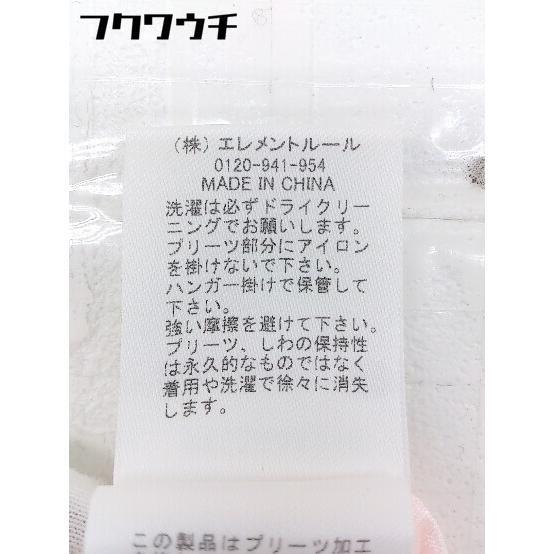 フクワウチ
(株)エレメントルール
0120-941-954
MADE IN CHINA
洗濯は必ずドライクリー
ニングでお願いします。
プリーツ部分にアイロン
を掛けないで下さい。
ハンガー掛けで保管して
下さい。
強い摩擦を避けて下さい。
プリーツ、しわの保持性
は永久的なものではなく
着用や洗濯で徐々に消失
します。
この製品はプリーツ加工